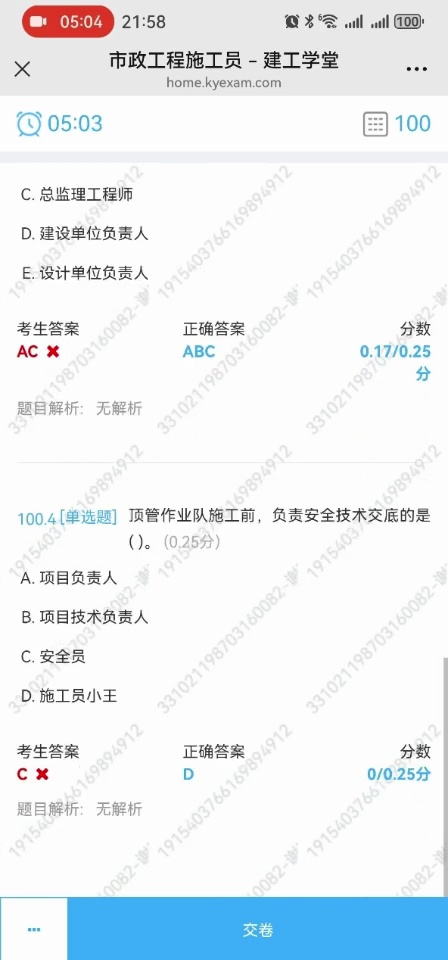 05:04 21:58 6 100
市政工程施工员 – 建工学堂
home.kyexam.com
05:03 100
C. 总监理工程师
D. 建设单位负责人
E. 设计单位负责人
考生答案 正确答案 分数
AC ABC 0.17/0.25
分
题目解析: 无解析
100.4 [单选题] 顶管作业队施工前，负责安全技术交底的是
( )。 (0.25分)
A. 项目负责人
B. 项目技术负责人
C. 安全员
D. 施工员小王
考生答案 正确答案 分数
C D 0/0.25分
题目解析: 无解析
交卷